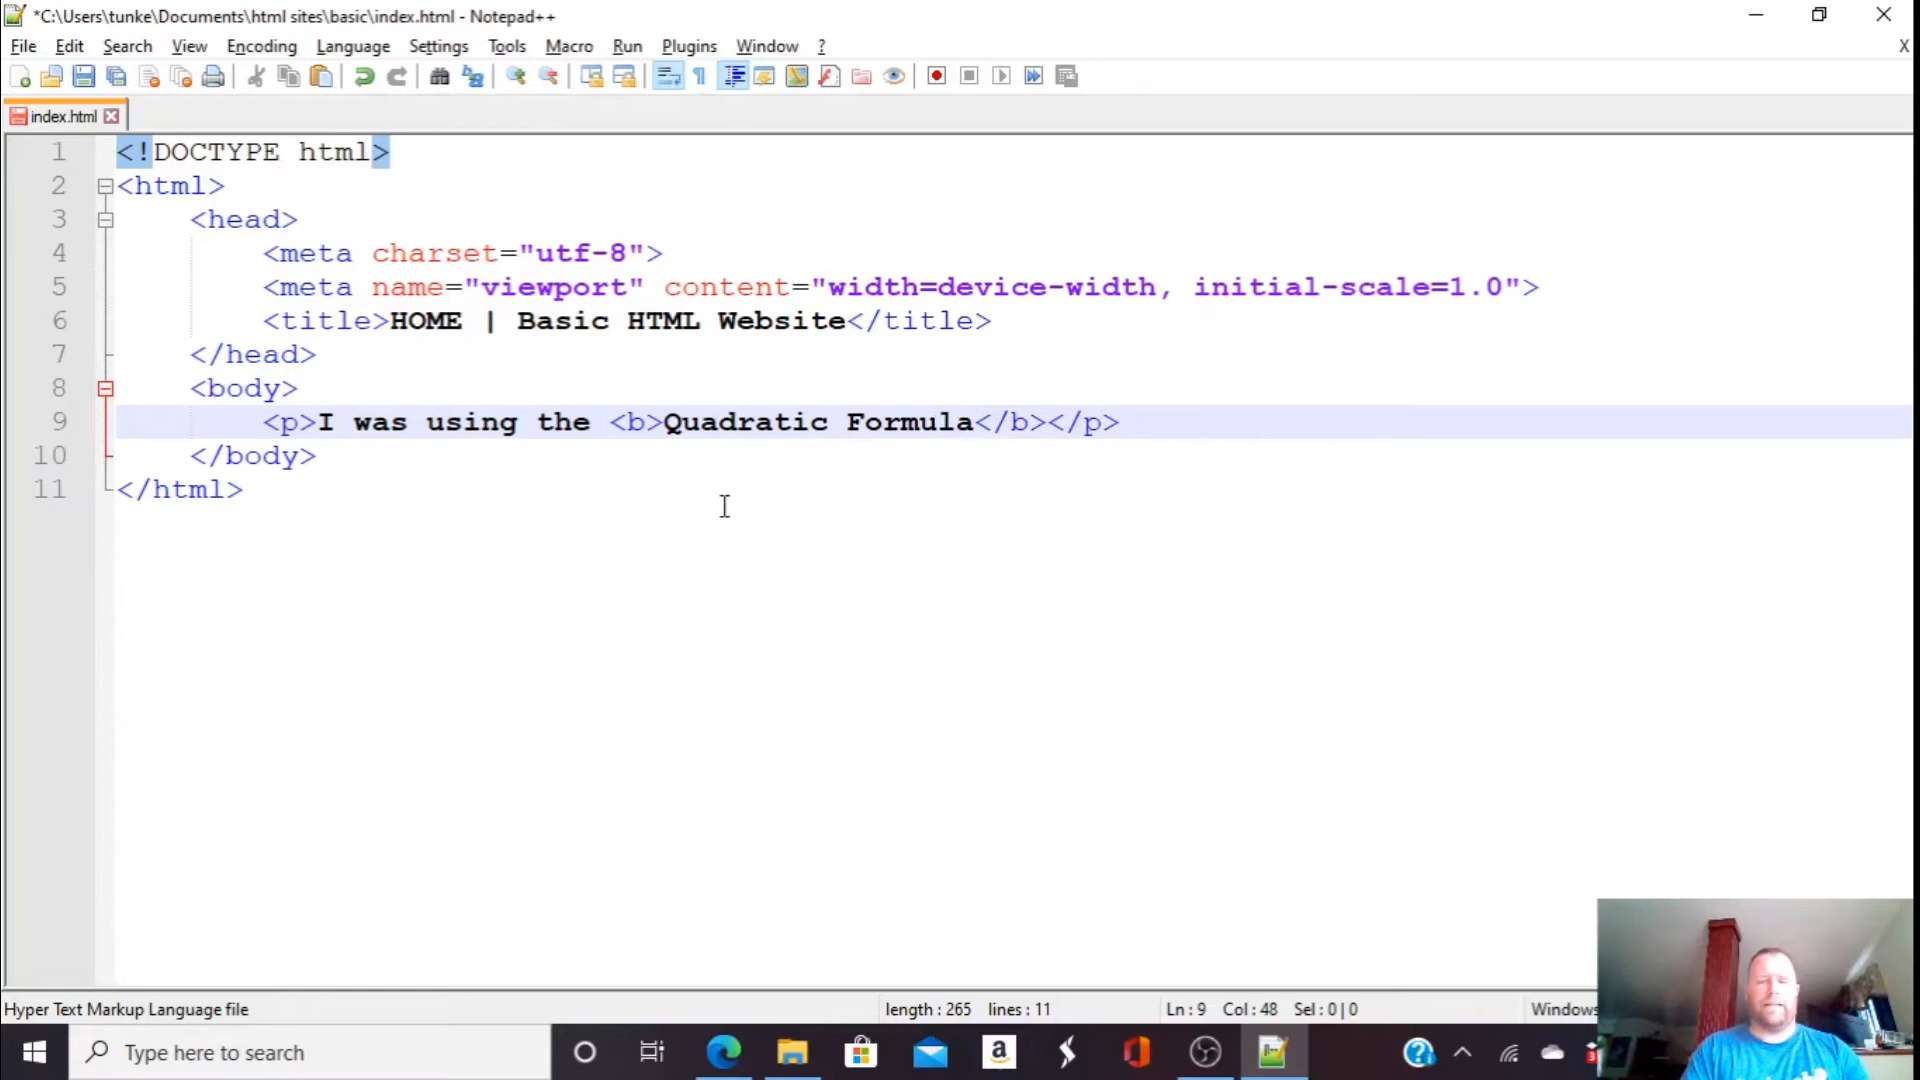 *C:\Users\tunke\Documents\html sites\basic\index.html - Notepad++
File Edit Search View Encoding Language Settings Tools Macro Run Plugins Window ? X
index.html
1 <!DOCTYPE html>
2 <html>
3 <head>
4 <meta charset="utf-8">
5 <meta name="viewport" content="width=device-width, initial-scale=1.0">
6 <title>HOME | Basic HTML Website</title>
7 </head>
8 <body>
9 <p>I was using the <b>Quadratic Formula</b></p>
10 </body>
11 </html>
Hyper Text Markup Language file length : 265 lines : 11 Ln : 9 Col : 48 Sel : 0 | 0 Windows
Type here to search